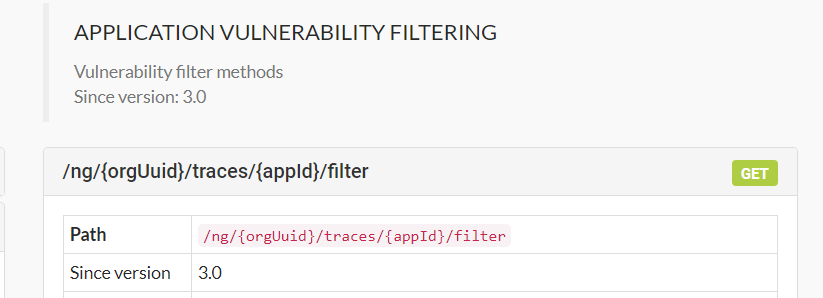 APPLICATION VULNERABILITY FILTERING
Vulnerability filter methods
Since version: 3.0
/ng/{orgUuid}/traces/{appId}/filter GET
Path /ng/{orgUuid}/traces/{appId}/filter
Since version 3.0